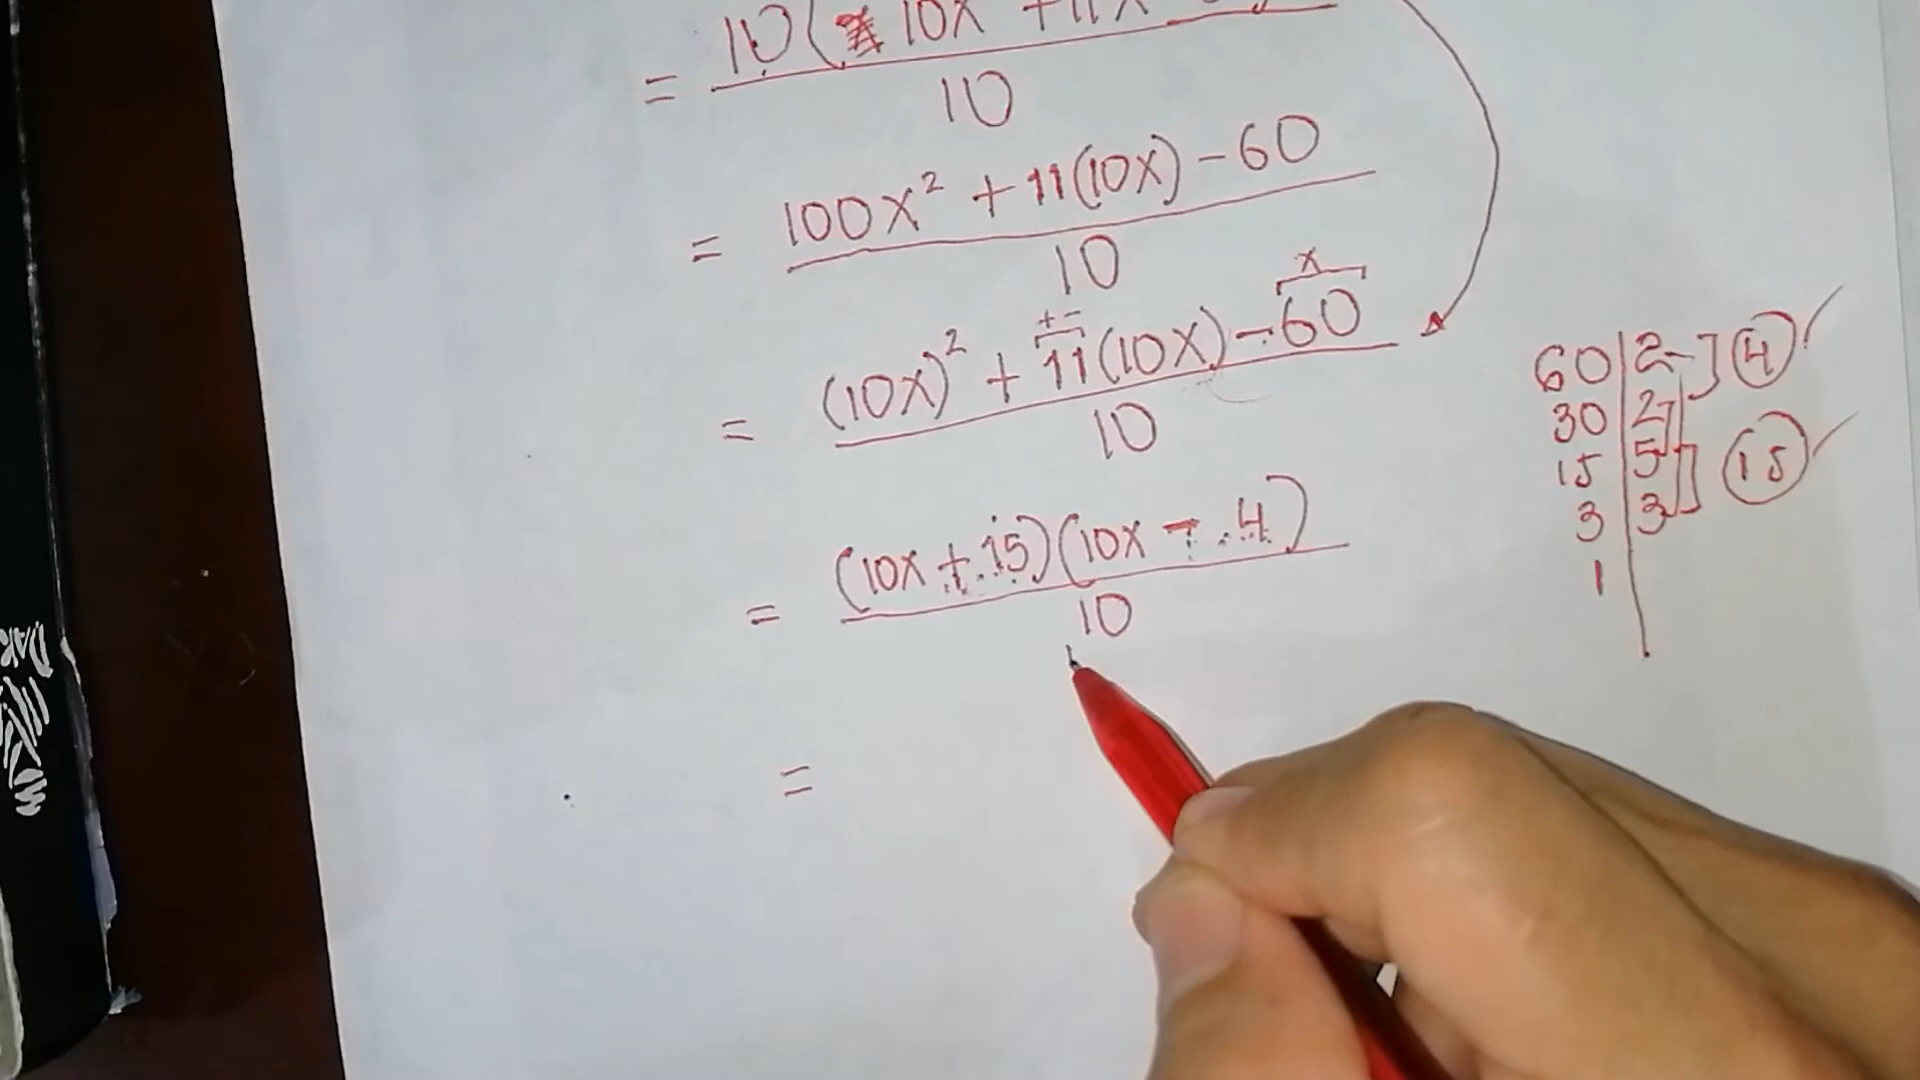 10(10x + 11x
= ―
10
100x² + 11(10x) - 60
= ―
10
x
+ -
(10x)² + 11(10x) - 60
= ―
10
(10x + 15)(10x - 4)
= ―
10
=
60 | 2 ] 4 ✓
30 | 2
15 | 5 ] 15 ✓
3 | 3
1 |